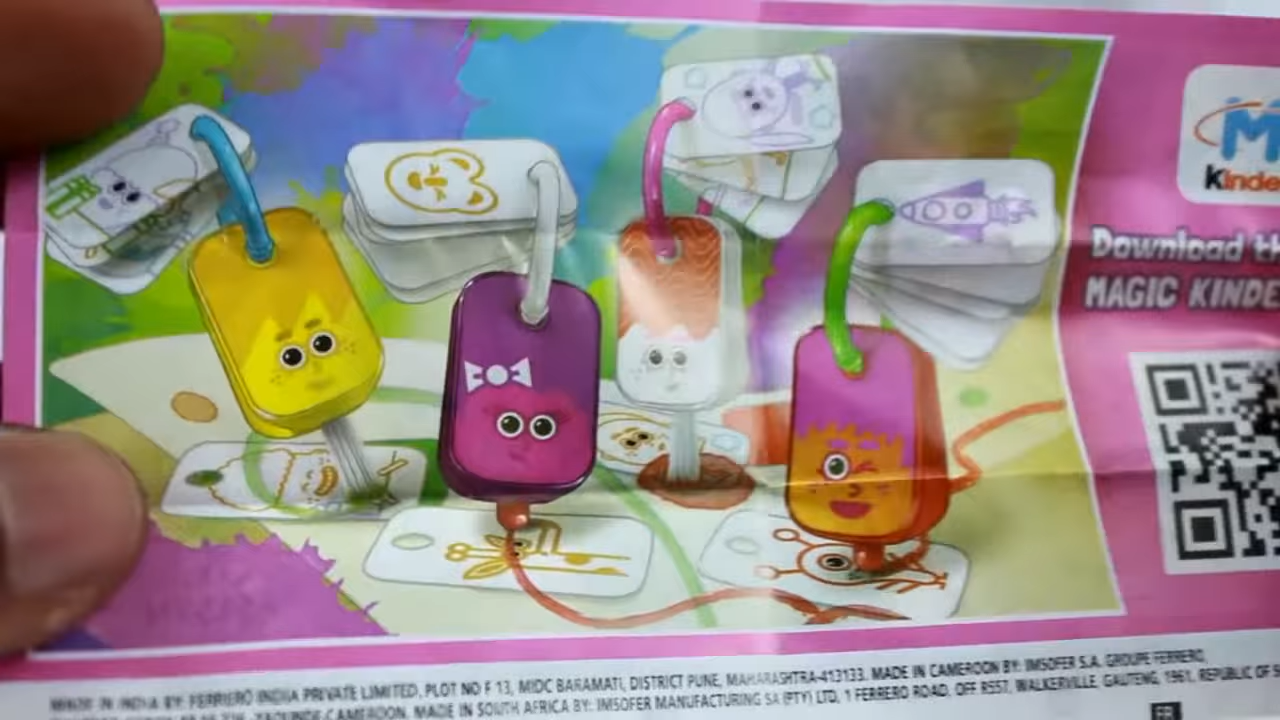 M
Kinde
Download th
MAGIC KINDE
MADE IN INDIA BY: FERRERO INDIA PRIVATE LIMITED, PLOT NO F 13, MIDC BARAMATI, DISTRICT PUNE, MAHARASHTRA-413133. MADE IN CAMEROON BY: IMSOFER S.A. GROUPE FERRERO,
YAOUNDE-CAMEROON. MADE IN SOUTH AFRICA BY: IMSOFER MANUFACTURING SA (PTY) LTD, 1 FERRERO ROAD, OFF R557, WALKERVILLE, GAUTENG, 1961, REPUBLIC OF S
FR